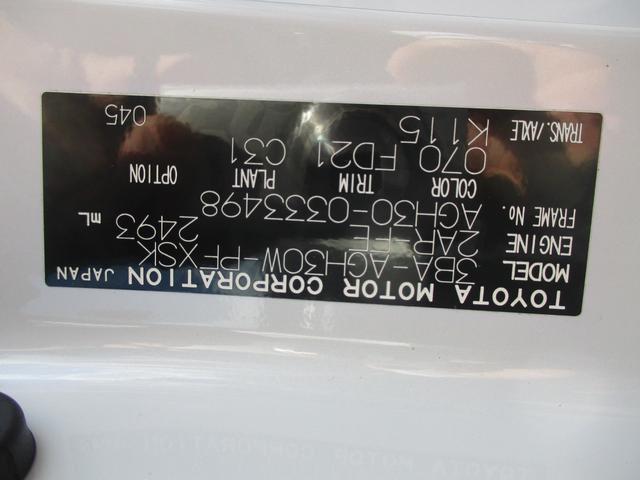 TOYOTA MOTOR CORPORATION JAPAN
MODEL 3BA-AGH30W-PFXSK
ENGINE 2AR-FE 2493 mL
FRAME No. AGH30-0333498
COLOR TRIM PLANT OPTION
070 FD21 C31
TRANS./AXLE K115 045